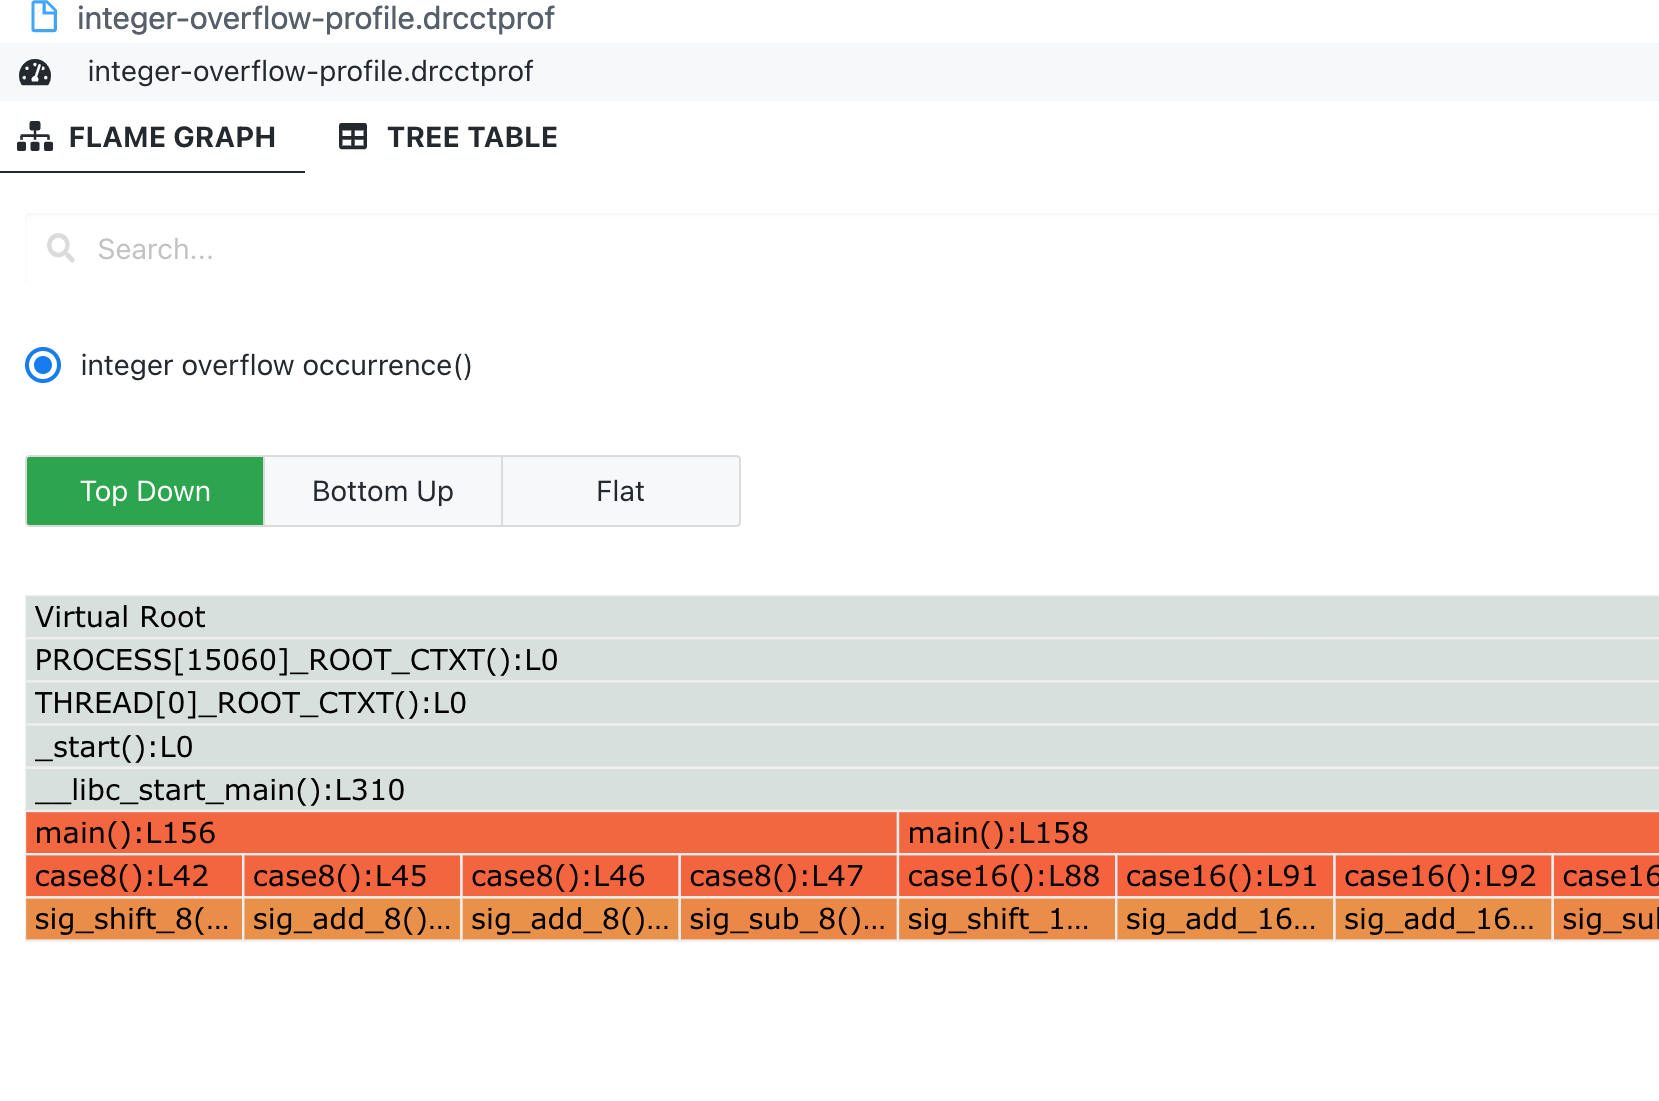 integer-overflow-profile.drcctprof
integer-overflow-profile.drcctprof
FLAME GRAPH TREE TABLE
Search...
integer overflow occurrence()
Top Down Bottom Up Flat
Virtual Root
PROCESS[15060]_ROOT_CTXT():L0
THREAD[0]_ROOT_CTXT():L0
_start():L0
__libc_start_main():L310
main():L156 main():L158
case8():L42 case8():L45 case8():L46 case8():L47 case16():L88 case16():L91 case16():L92 case16
sig_shift_8(... sig_add_8()... sig_add_8()... sig_sub_8()... sig_shift_1... sig_add_16... sig_add_16... sig_sub